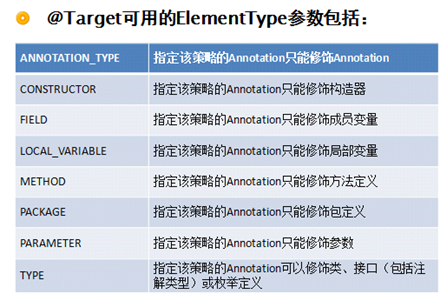 @Target可用的ElementType参数包括：
ANNOTATION_TYPE 指定该策略的Annotation只能修饰Annotation
CONSTRUCTOR 指定该策略的Annotation只能修饰构造器
FIELD 指定该策略的Annotation只能修饰成员变量
LOCAL_VARIABLE 指定该策略的Annotation只能修饰局部变量
METHOD 指定该策略的Annotation只能修饰方法定义
PACKAGE 指定该策略的Annotation只能修饰包定义
PARAMETER 指定该策略的Annotation只能修饰参数
TYPE 指定该策略的Annotation可以修饰类、接口（包括注
解类型）或枚举定义